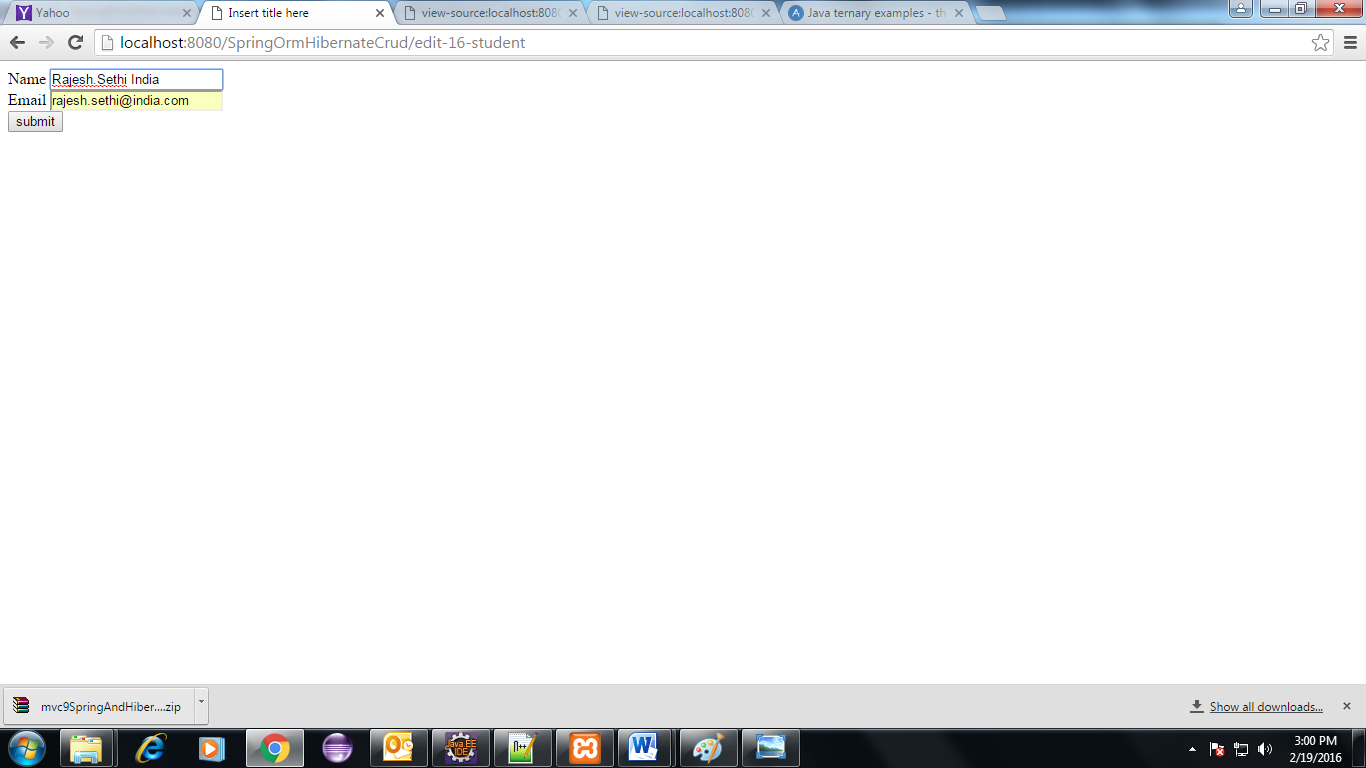 Yahoo
Insert title here
view-source:localhost:808
view-source:localhost:808
Java ternary examples - th
localhost:8080/SpringOrmHibernateCrud/edit-16-student
Name Rajesh.Sethi India
Email rajesh.sethi@india.com
submit
mvc9SpringAndHiber....zip
Show all downloads...
Java EE
IDE
3:00 PM
2/19/2016